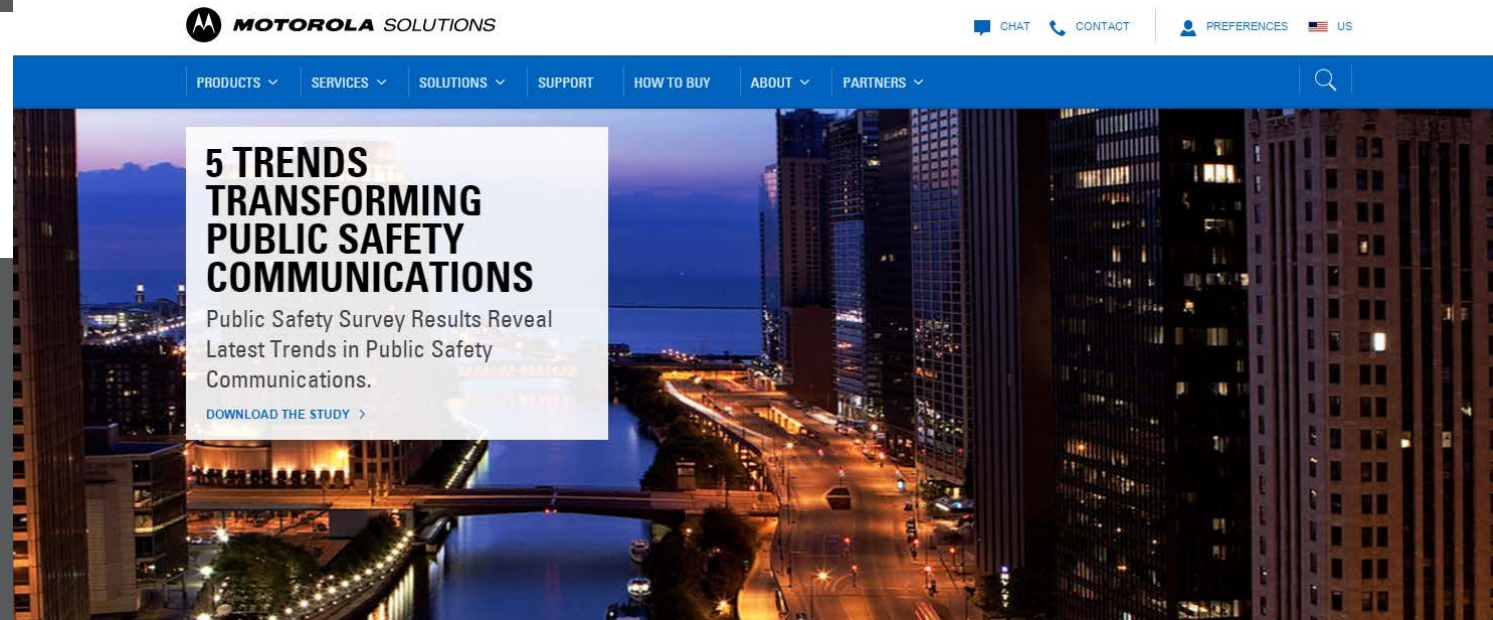 MOTOROLA SOLUTIONS
CHAT CONTACT PREFERENCES US
PRODUCTS SERVICES SOLUTIONS SUPPORT HOW TO BUY ABOUT PARTNERS
5 TRENDS
TRANSFORMING
PUBLIC SAFETY
COMMUNICATIONS
Public Safety Survey Results Reveal
Latest Trends in Public Safety
Communications.
DOWNLOAD THE STUDY >